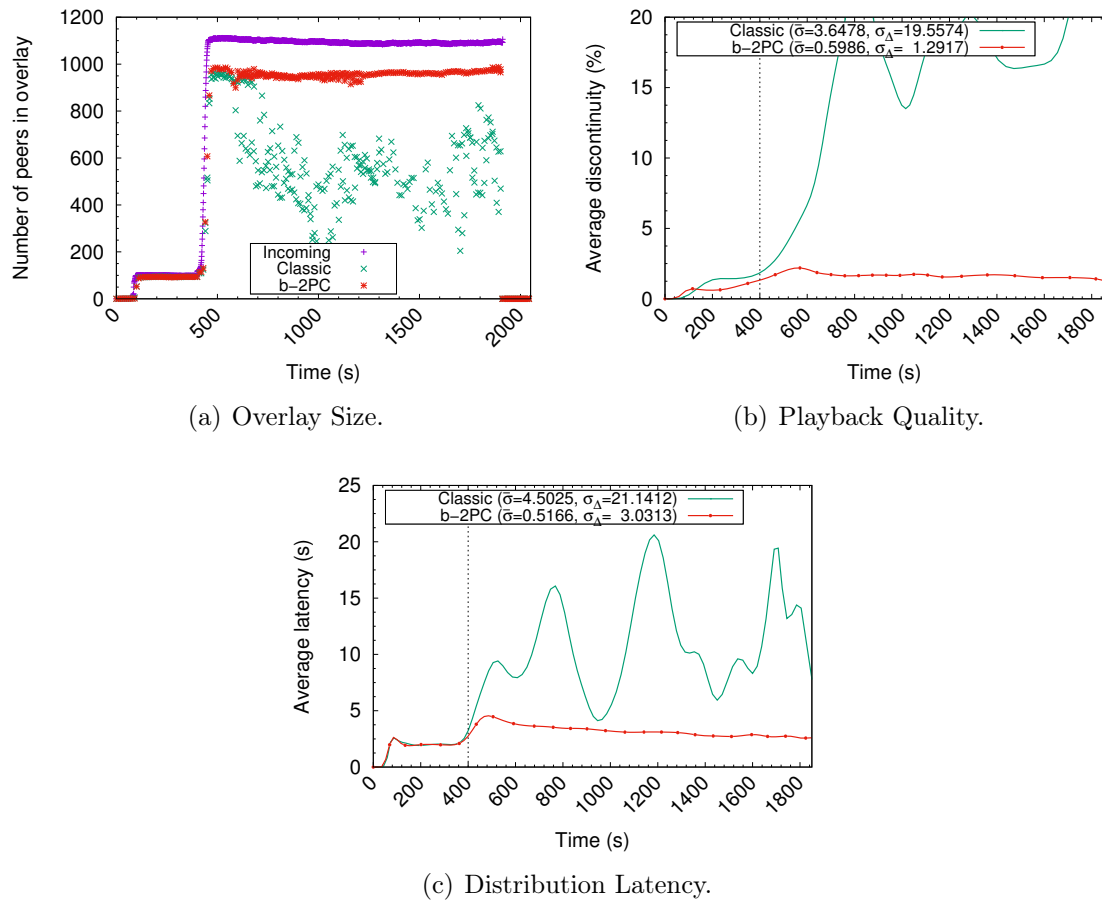 1200
1000
800
600
400
200
0
Number of peers in overlay
Incoming
Classic
b-2PC
0
500
1000
1500
2000
Time (s)
(a) Overlay Size.
20
15
10
5
0
Average discontinuity (%)
Classic (σ̄=3.6478, σΔ=19.5574)
b-2PC (σ̄=0.5986, σΔ= 1.2917)
0
200
400
600
800
1000
1200
1400
1600
1800
Time (s)
(b) Playback Quality.
25
20
15
10
5
0
Average latency (s)
Classic (σ̄=4.5025, σΔ=21.1412)
b-2PC (σ̄=0.5166, σΔ= 3.0313)
0
200
400
600
800
1000
1200
1400
1600
1800
Time (s)
(c) Distribution Latency.